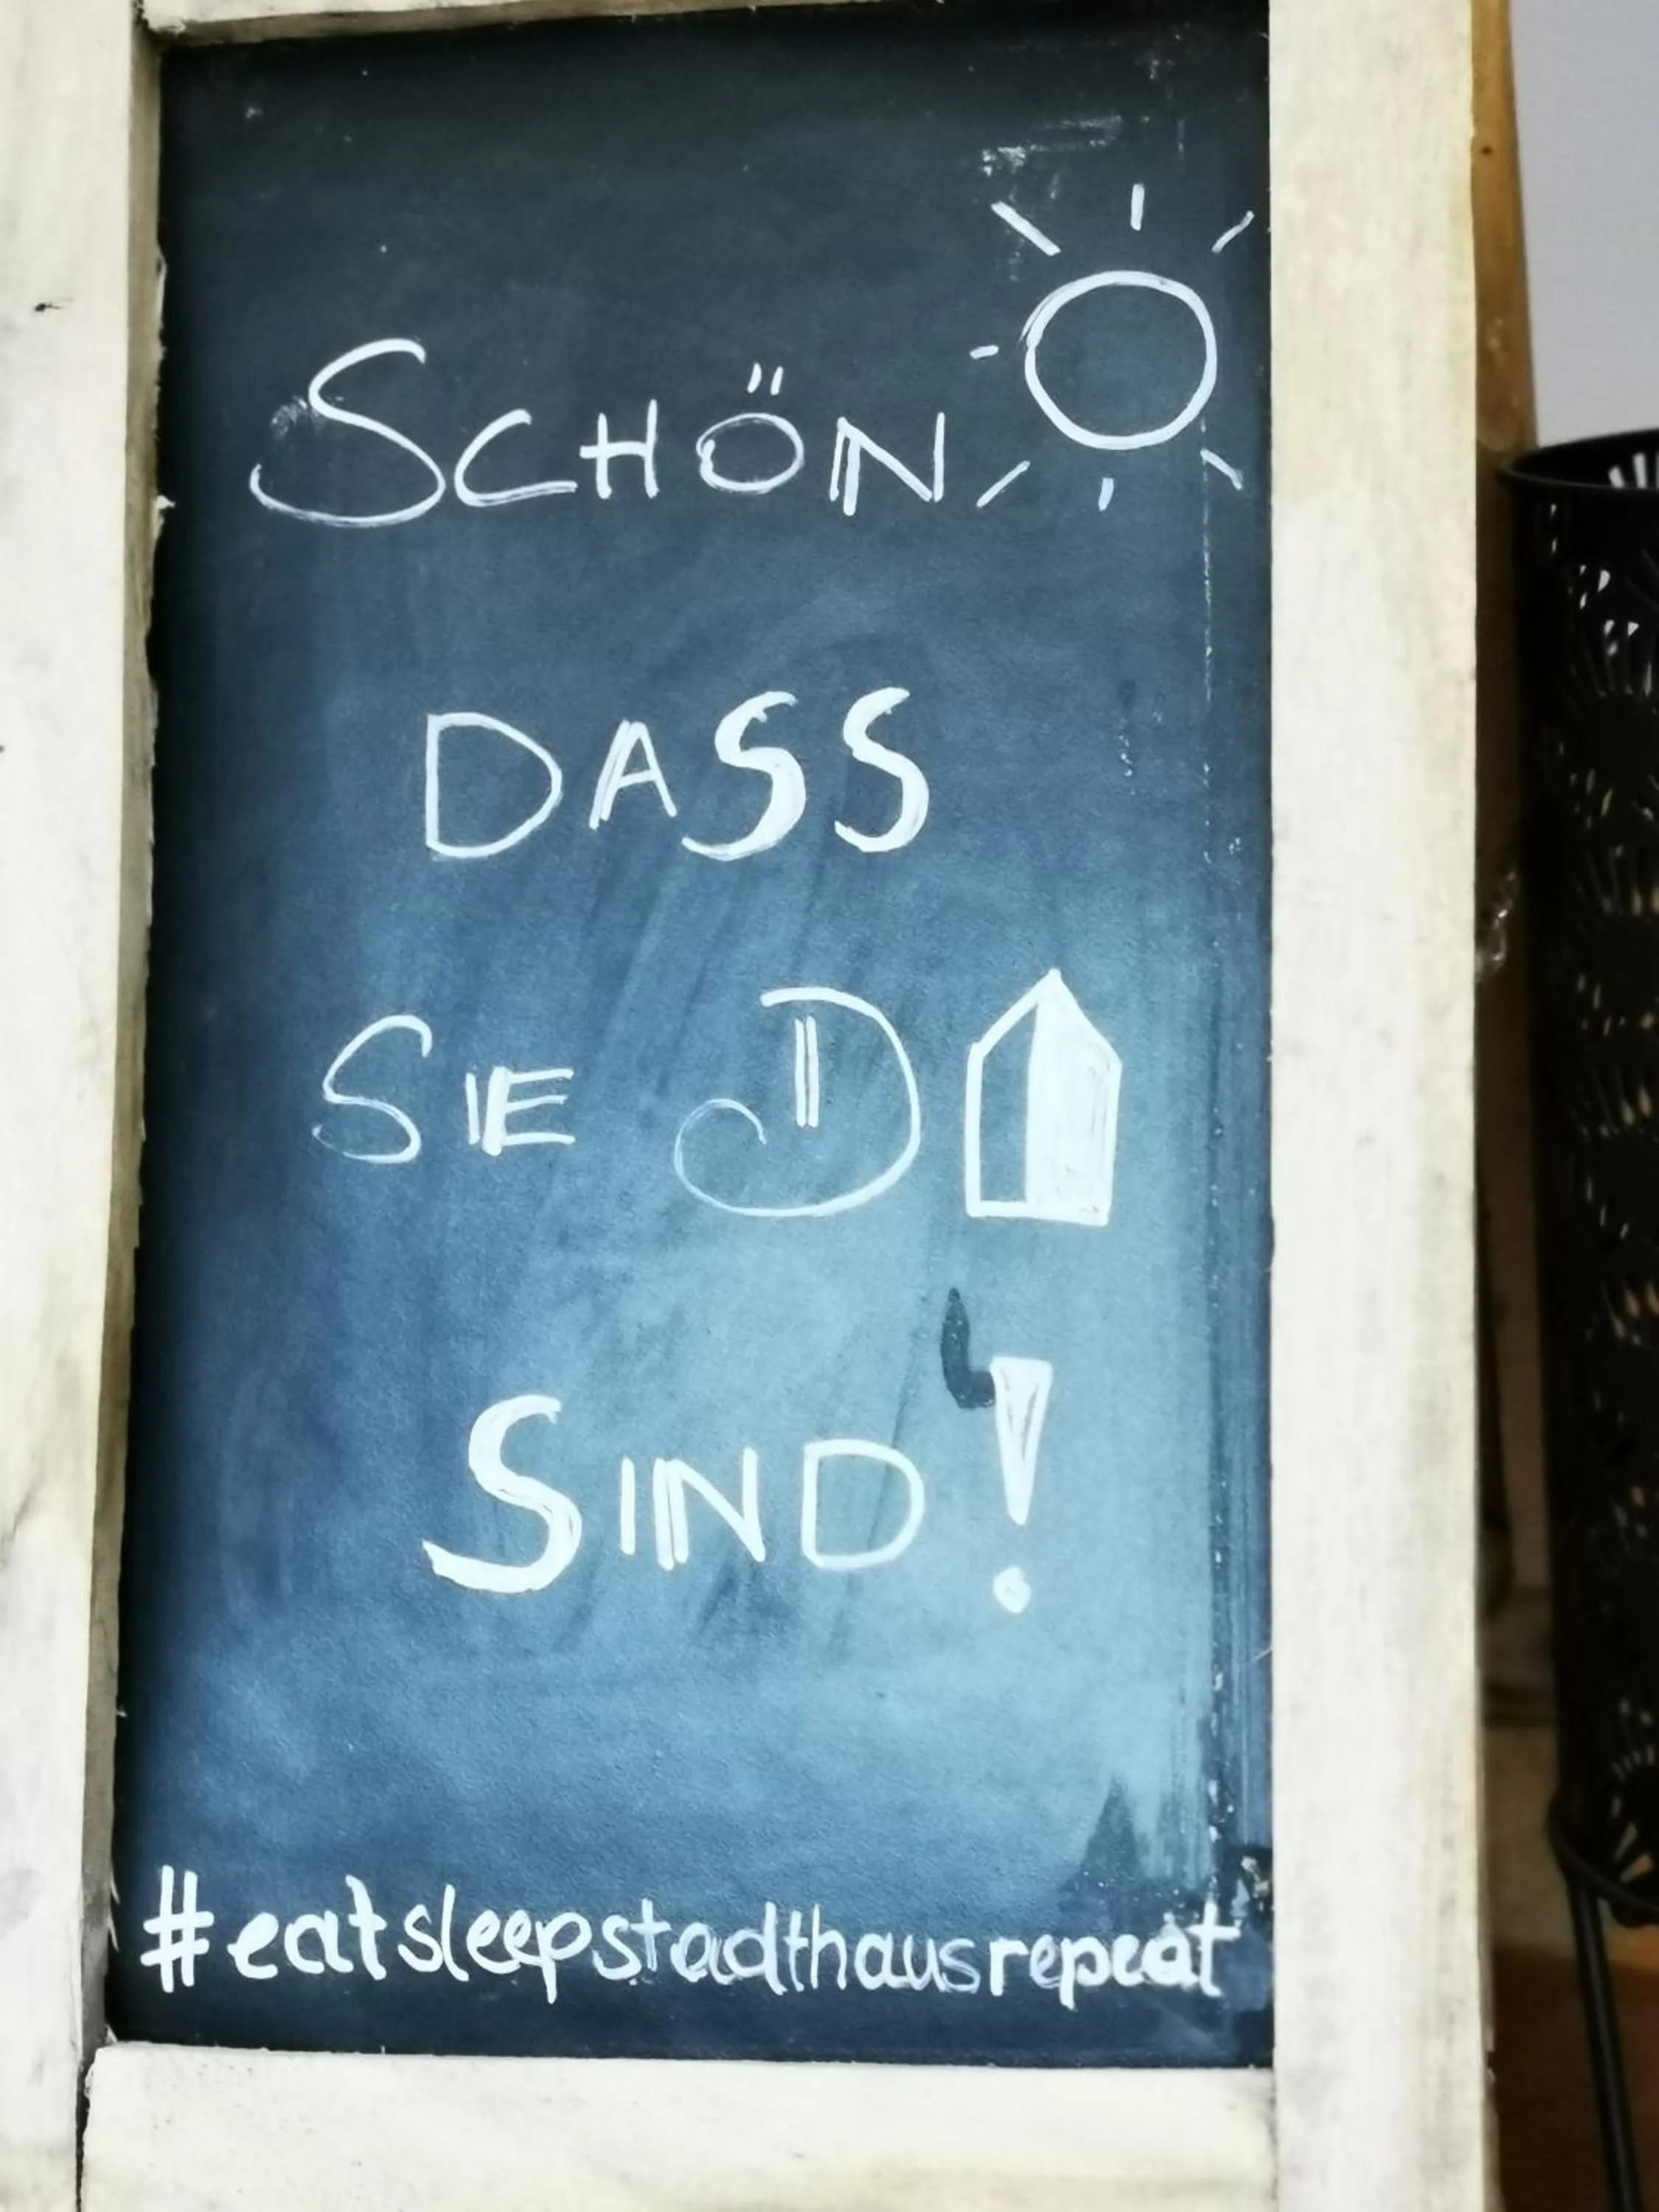 SCHÖN
DASS
SIE DA
SIND!
#eatsleepstadthausrepeat